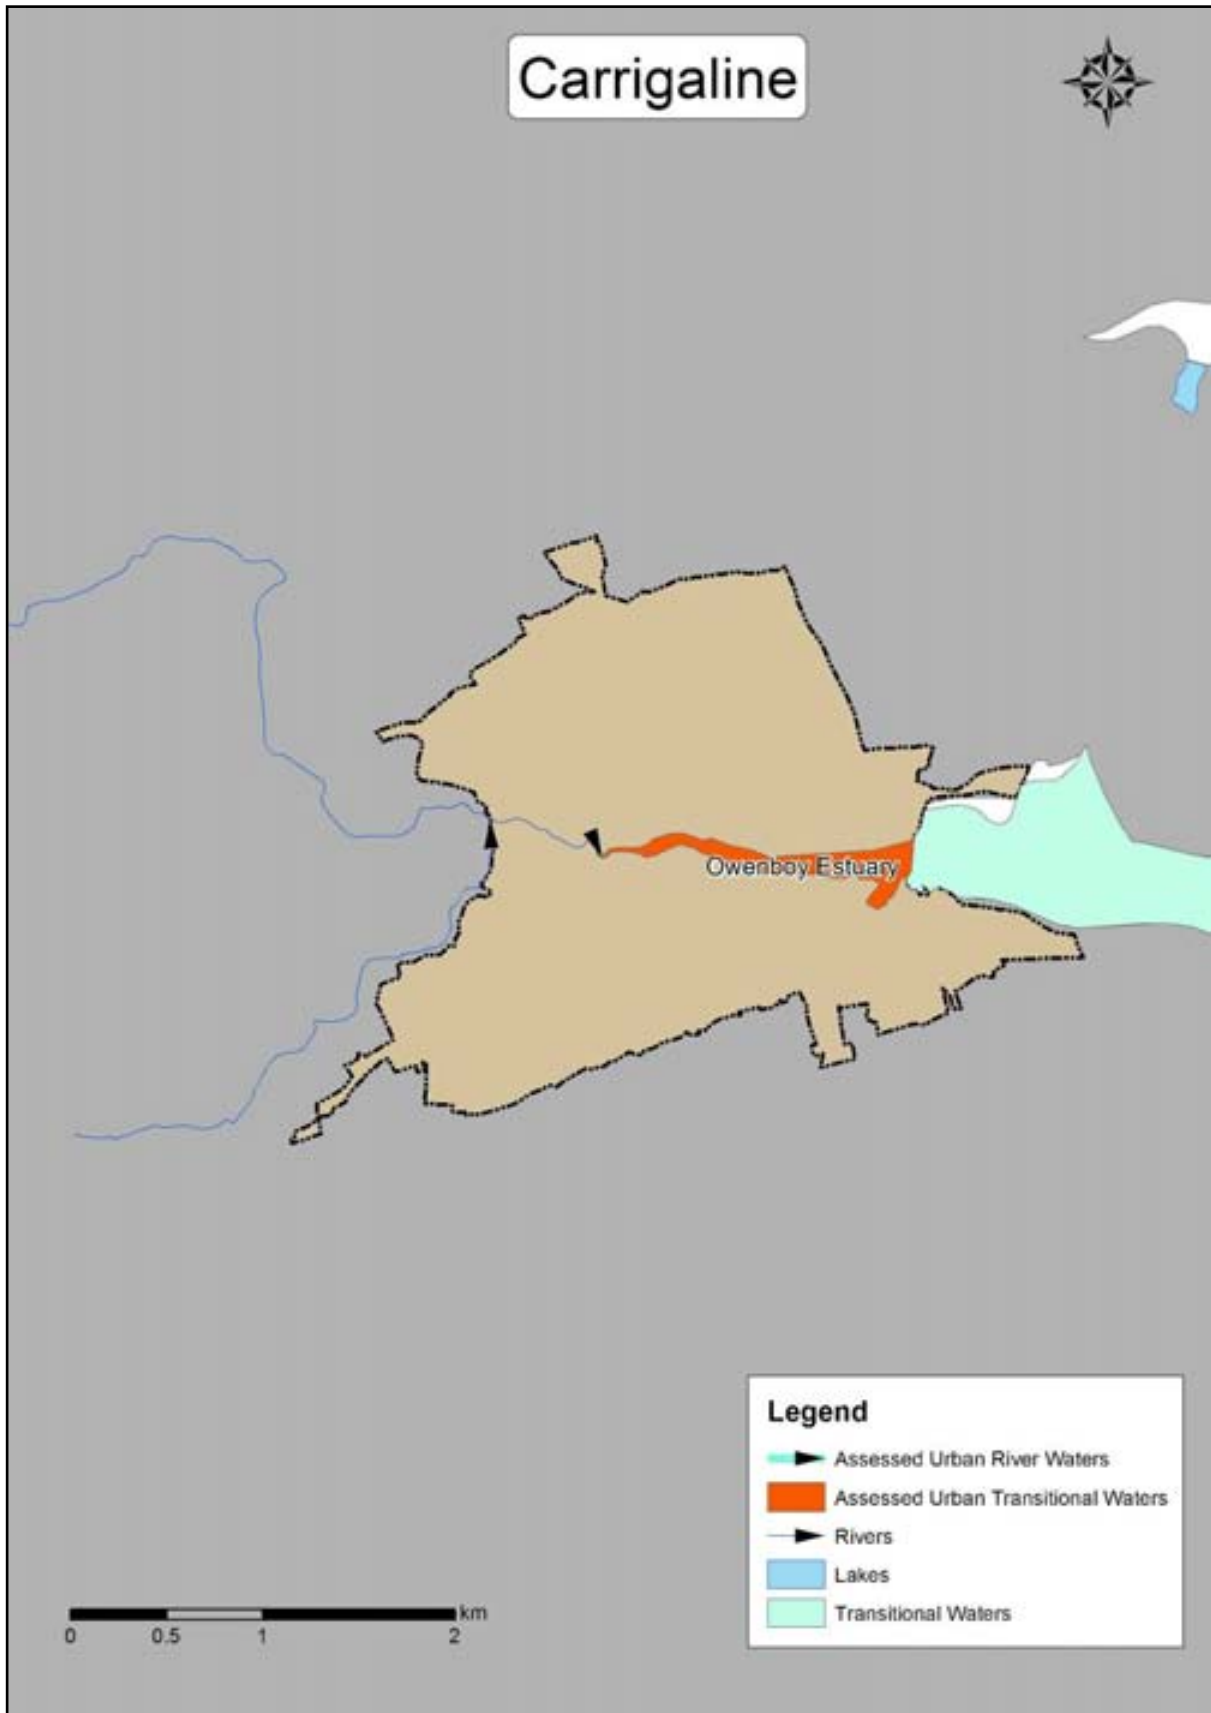 Carrigaline
Owenboy Estuary
Legend
Assessed Urban River Waters
Assessed Urban Transitional Waters
Rivers
Lakes
Transitional Waters
km
0 0.5 1 2